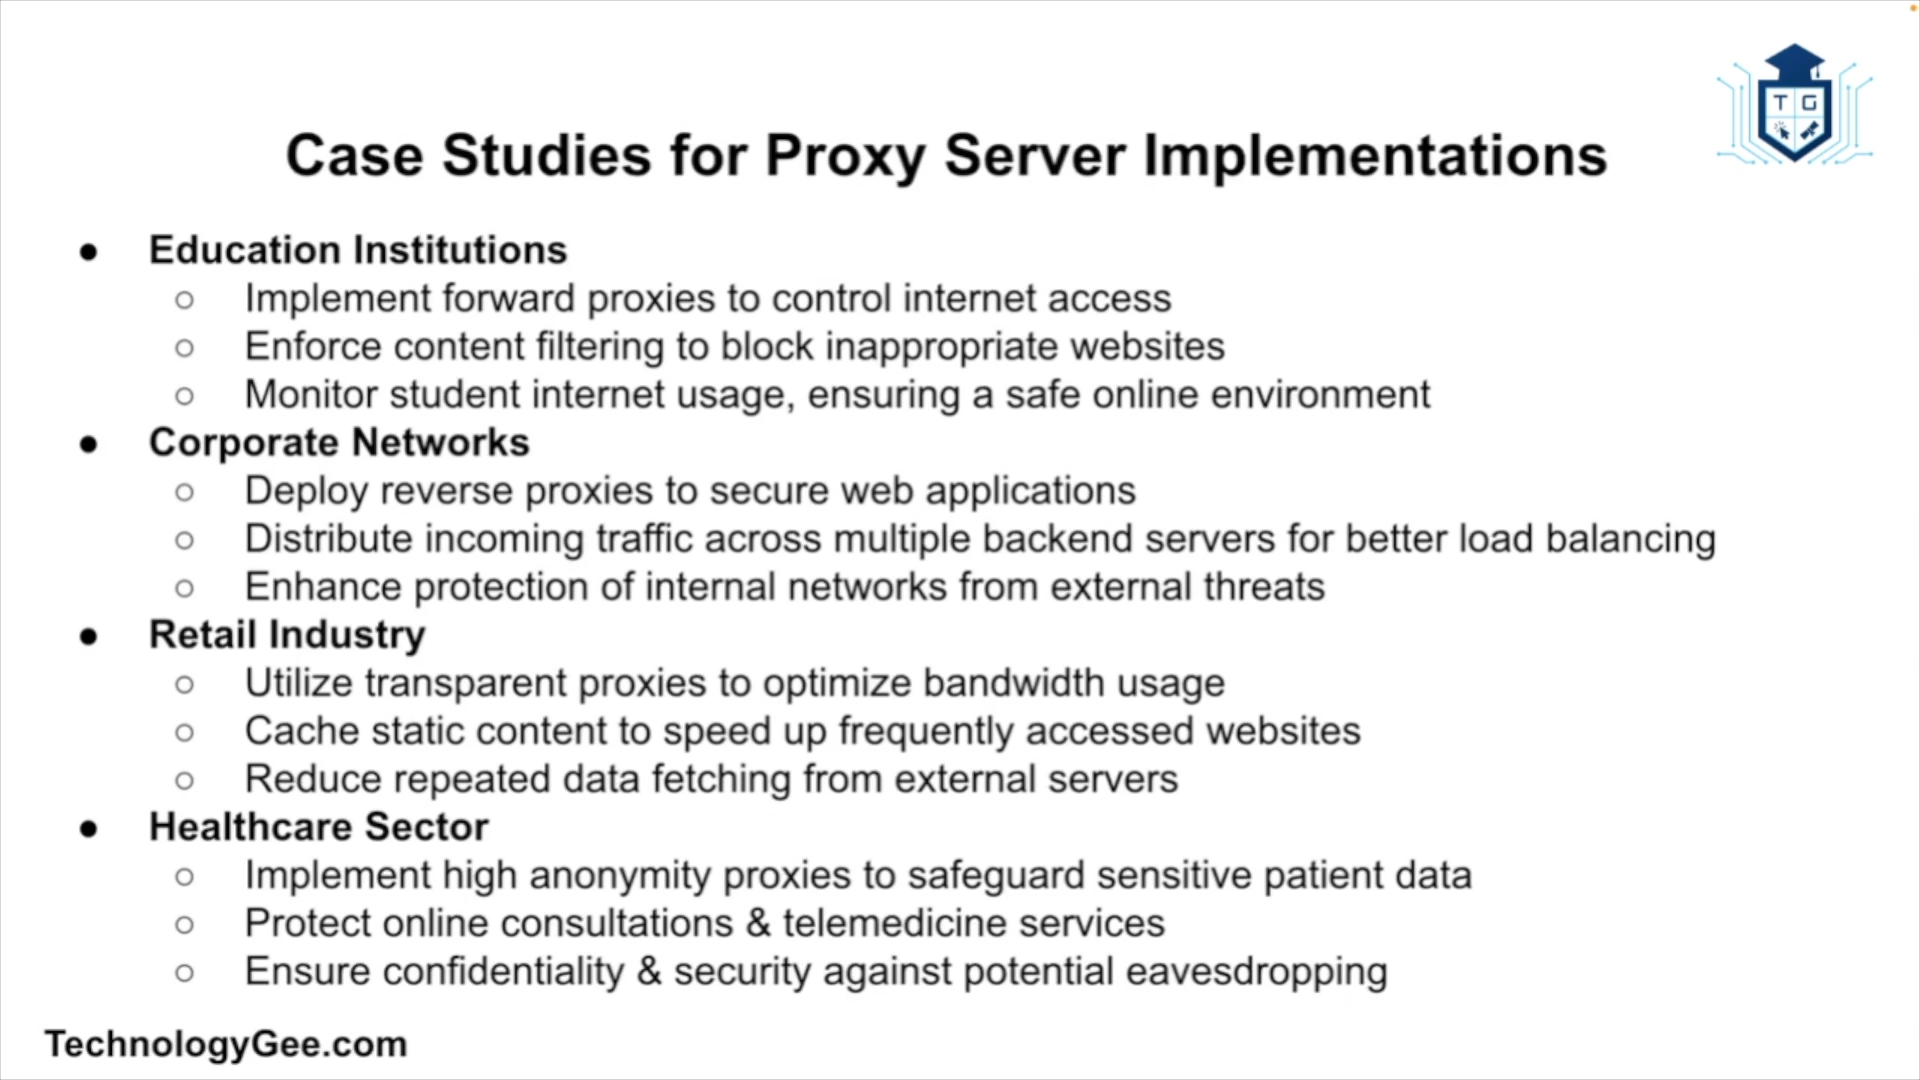 T G
Case Studies for Proxy Server Implementations
● Education Institutions
○ Implement forward proxies to control internet access
○ Enforce content filtering to block inappropriate websites
○ Monitor student internet usage, ensuring a safe online environment
● Corporate Networks
○ Deploy reverse proxies to secure web applications
○ Distribute incoming traffic across multiple backend servers for better load balancing
○ Enhance protection of internal networks from external threats
● Retail Industry
○ Utilize transparent proxies to optimize bandwidth usage
○ Cache static content to speed up frequently accessed websites
○ Reduce repeated data fetching from external servers
● Healthcare Sector
○ Implement high anonymity proxies to safeguard sensitive patient data
○ Protect online consultations & telemedicine services
○ Ensure confidentiality & security against potential eavesdropping
TechnologyGee.com